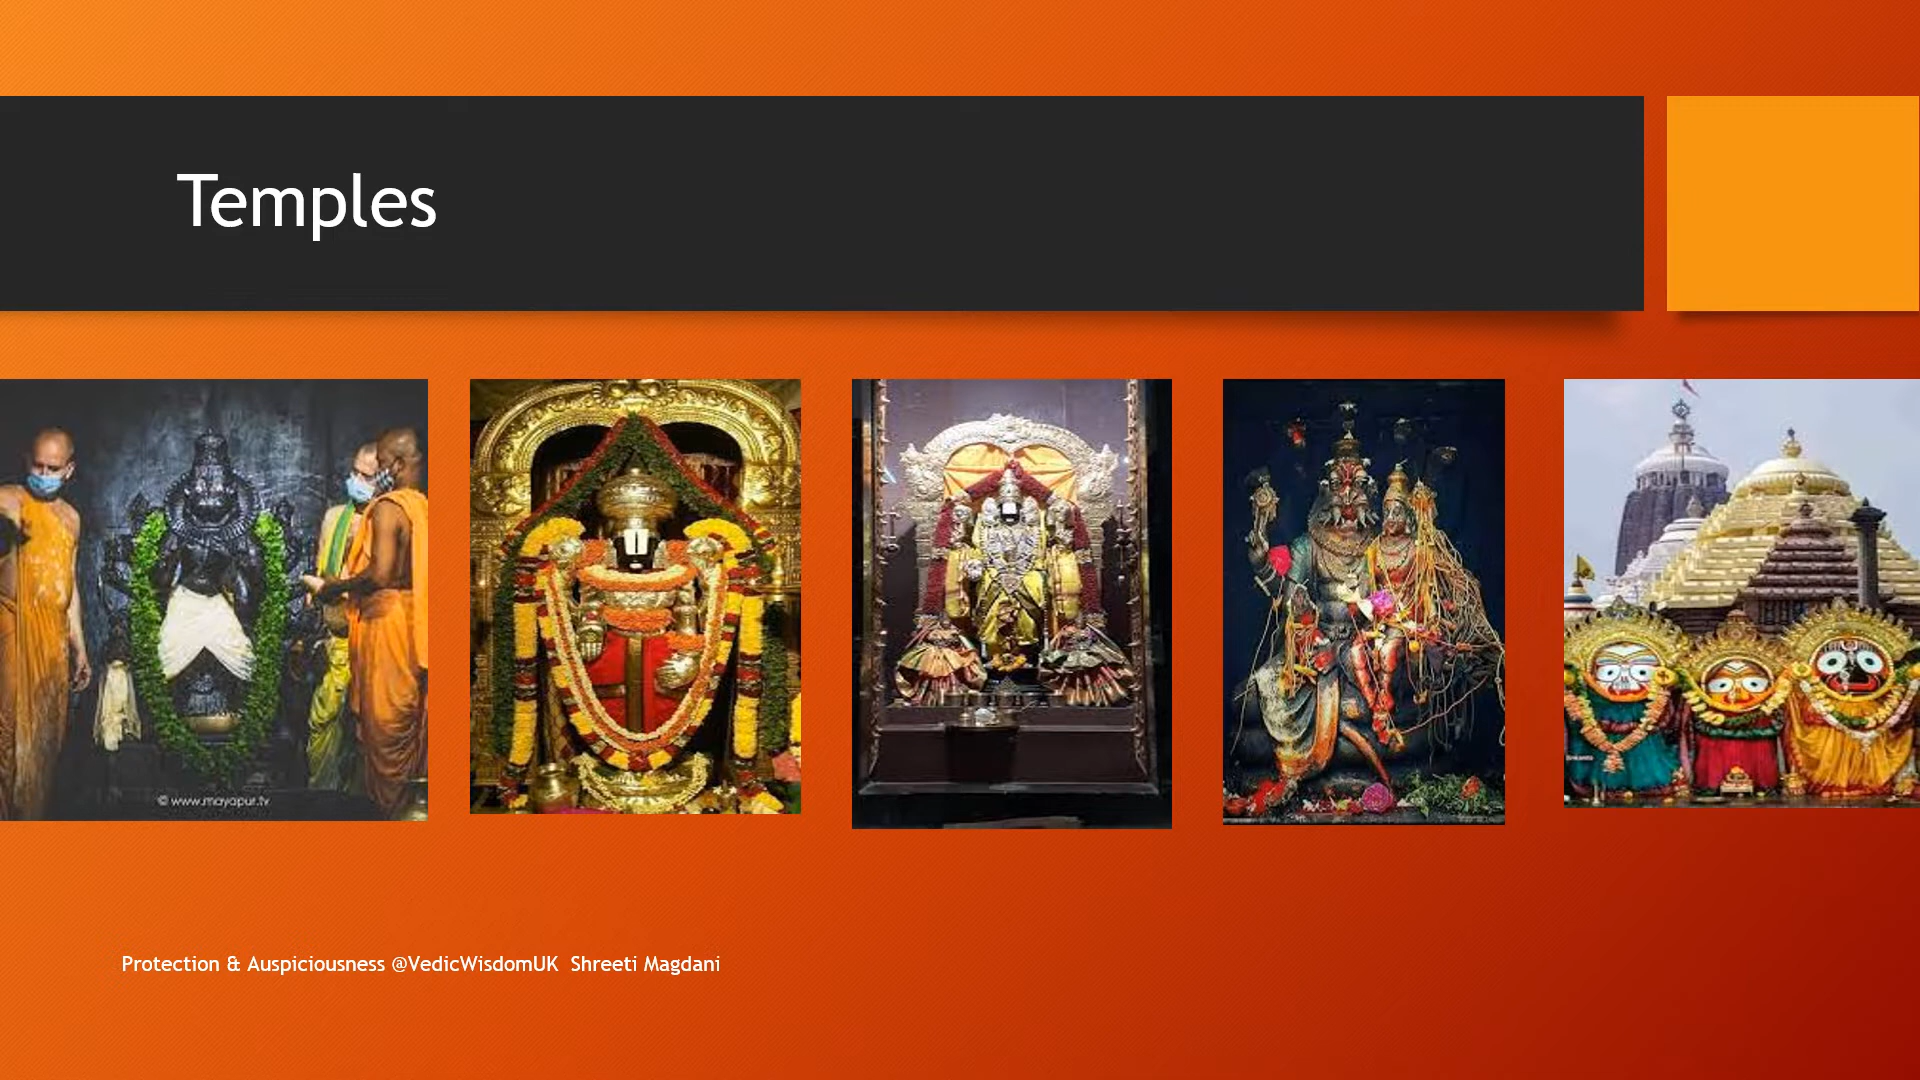 Temples
© www.mayapur.tv
Protection & Auspiciousness @VedicWisdomUK Shreeti Magdani